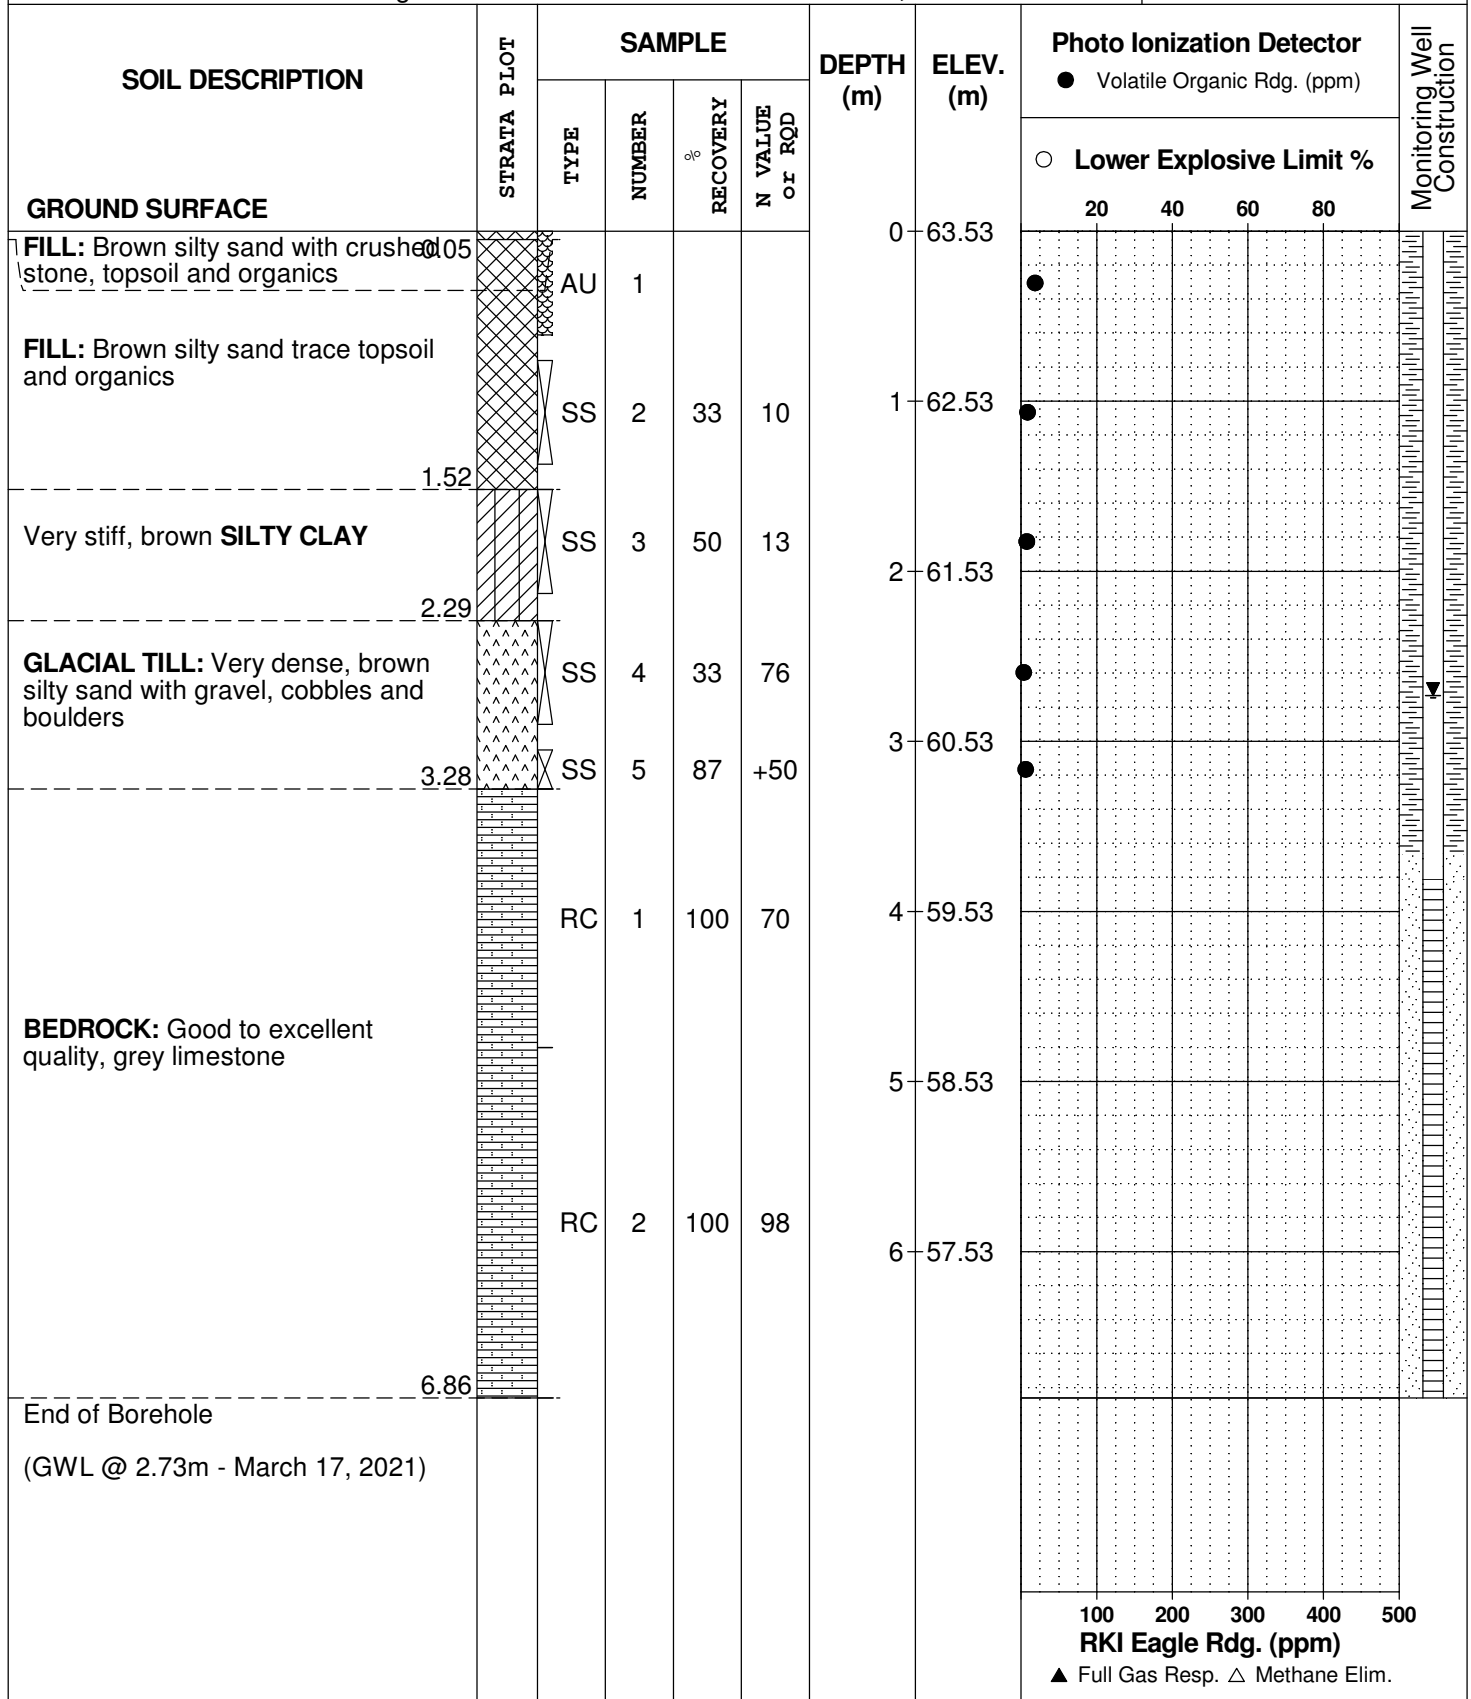 SOIL DESCRIPTION
GROUND SURFACE
STRATA PLOT
SAMPLE
TYPE
NUMBER
%
RECOVERY
N VALUE
or RQD
DEPTH
(m)
ELEV.
(m)
Photo Ionization Detector
● Volatile Organic Rdg. (ppm)
○ Lower Explosive Limit %
20 40 60 80
Monitoring Well
Construction
0 63.53
FILL: Brown silty sand with crushed 0.05
stone, topsoil and organics
AU 1
FILL: Brown silty sand trace topsoil
and organics
1 62.53
SS 2 33 10
1.52
Very stiff, brown SILTY CLAY
SS 3 50 13
2 61.53
2.29
GLACIAL TILL: Very dense, brown
silty sand with gravel, cobbles and
boulders
SS 4 33 76
3 60.53
SS 5 87 +50
3.28
4 59.53
RC 1 100 70
BEDROCK: Good to excellent
quality, grey limestone
5 58.53
RC 2 100 98
6 57.53
6.86
End of Borehole
(GWL @ 2.73m - March 17, 2021)
100 200 300 400 500
RKI Eagle Rdg. (ppm)
▲ Full Gas Resp. △ Methane Elim.